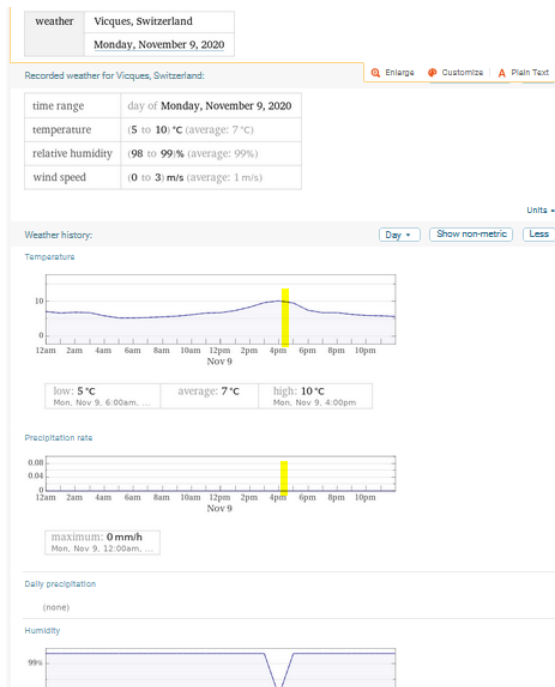 weather
Vicques, Switzerland
Monday, November 9, 2020
Recorded weather for Vicques, Switzerland:
Enlarge Customize A Plain Text
time range day of Monday, November 9, 2020
temperature (5 to 10) °C (average: 7 °C)
relative humidity (98 to 99)% (average: 99%)
wind speed (0 to 3) m/s (average: 1 m/s)
Units
Weather history:
Day Show non-metric Less
Temperature
10
0
12am 2am 4am 6am 8am 10am 12pm 2pm 4pm 6pm 8pm 10pm
Nov 9
low: 5 °C average: 7 °C high: 10 °C
Mon, Nov 9, 6:00am, ... Mon, Nov 9, 4:00pm
Precipitation rate
0.08
0.04
0
12am 2am 4am 6am 8am 10am 12pm 2pm 4pm 6pm 8pm 10pm
Nov 9
maximum: 0 mm/h
Mon, Nov 9, 12:00am, ...
Daily precipitation
(none)
Humidity
99%